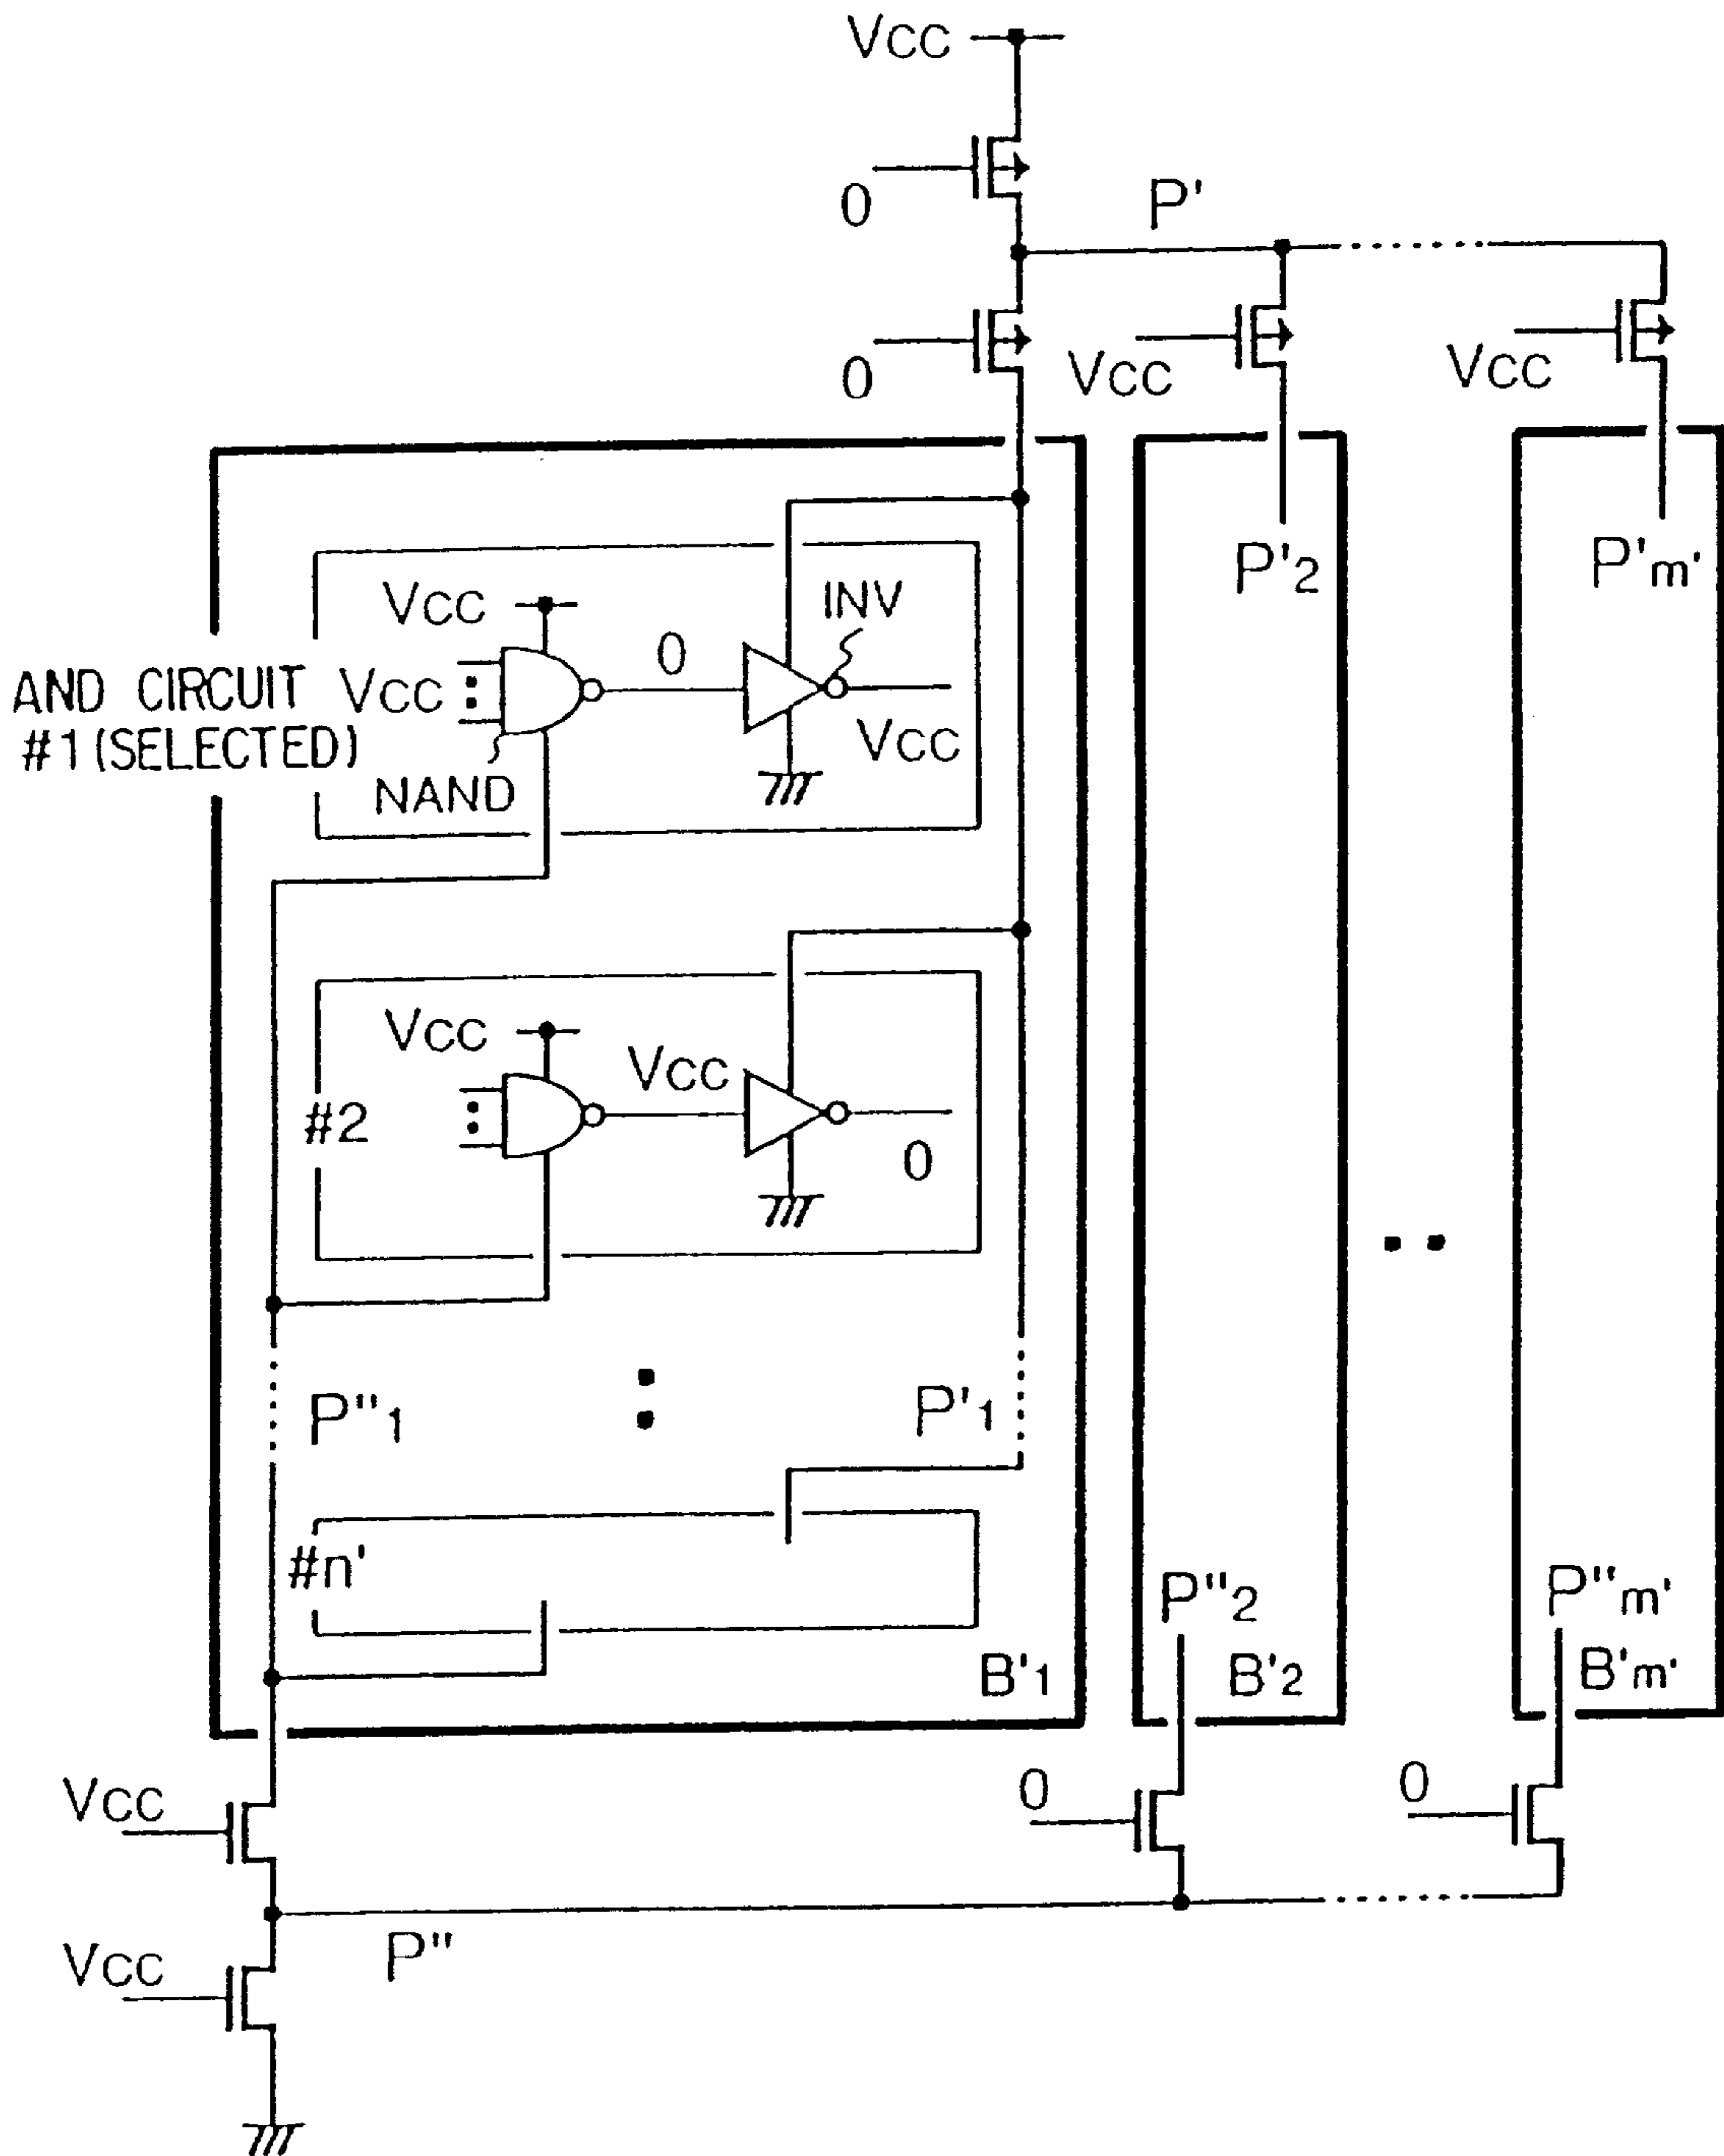 VCC
0
P'
0
VCC
VCC
P'2
P'm'
VCC
INV
0
AND CIRCUIT
#1 (SELECTED)
VCC
VCC
NAND
VCC
VCC
#2
0
P"1
P'1
#n'
P"2
P"m'
B'1
B'2
B'm'
VCC
0
0
VCC
P"